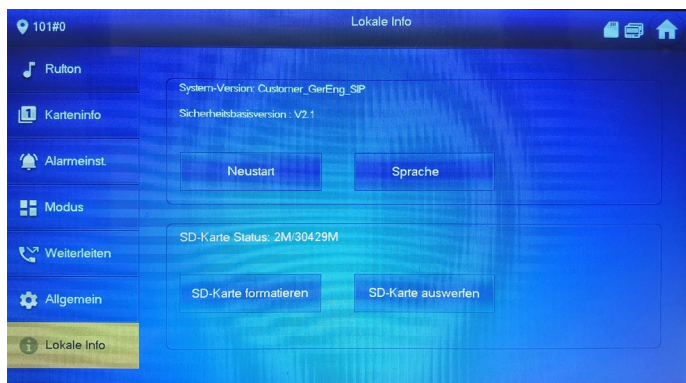 101#0
Lokale Info
Rufton
System-Version: Customer_GerEng_SIP
1
Karteninfo
Sicherheitsbasisversion : V2.1
Alarmeinst.
Neustart
Sprache
Modus
SD-Karte Status: 2M/30429M
Weiterleiten
SD-Karte formatieren
SD-Karte auswerfen
Allgemein
Lokale Info